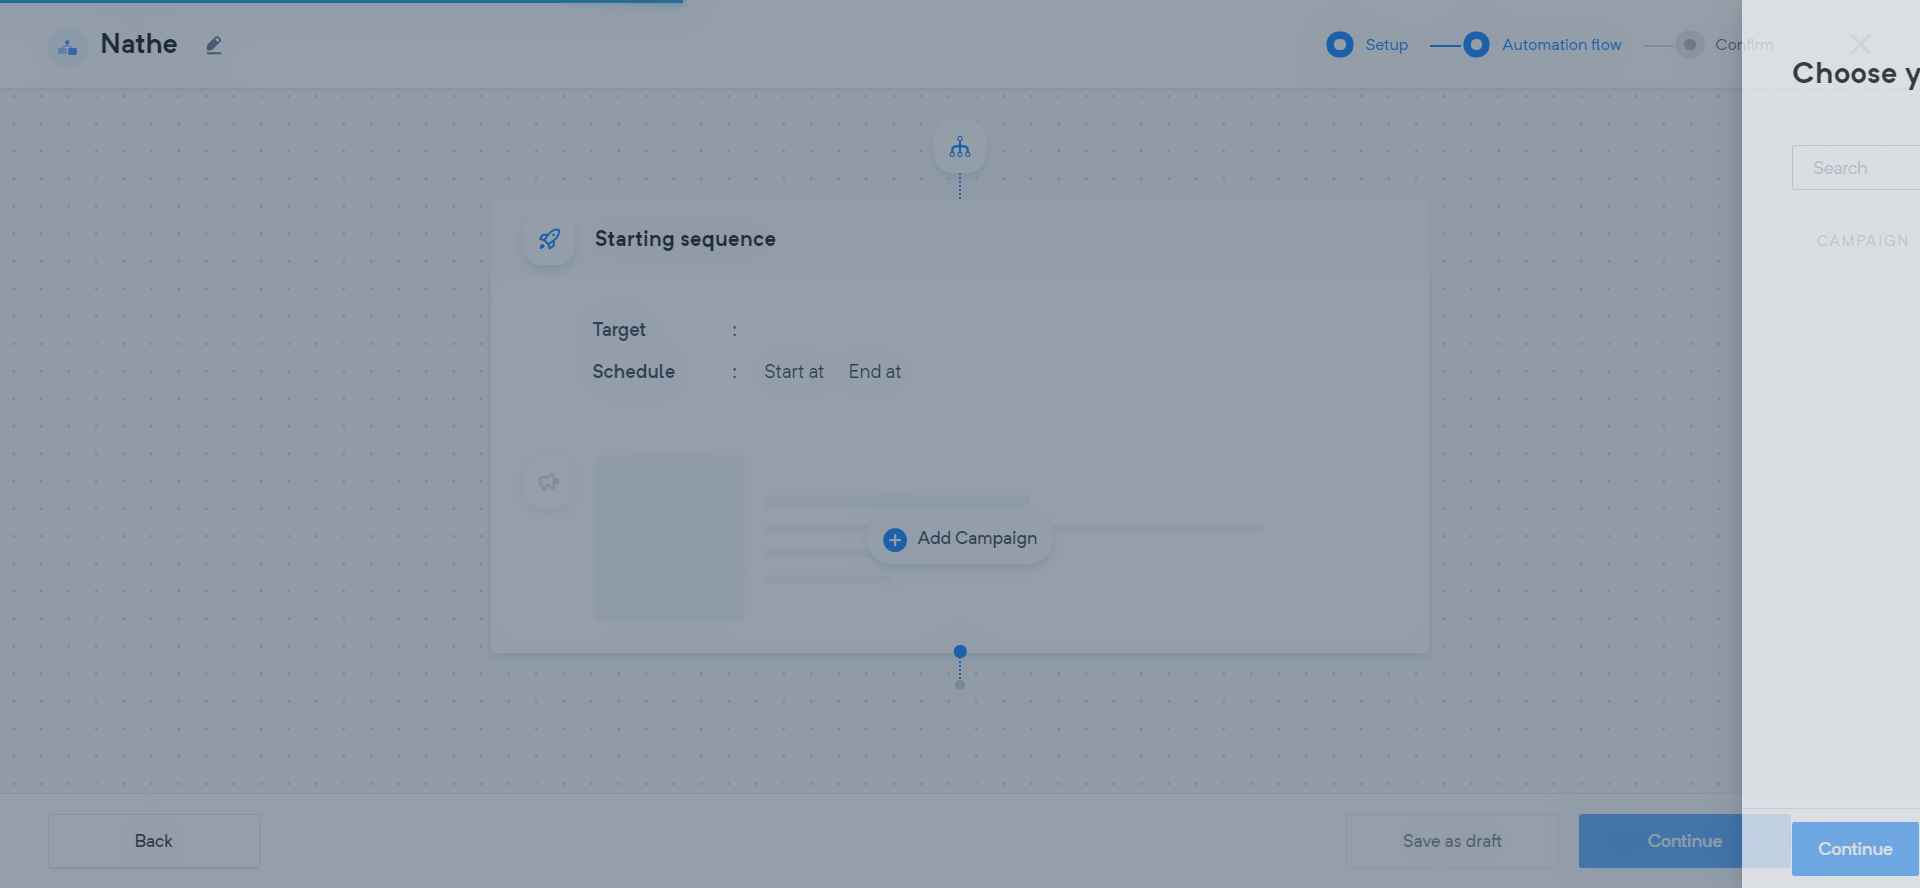 Nathe
Setup
Automation flow
Confirm
Choose y
Search
CAMPAIGN
Starting sequence
Target :
Schedule : Start at End at
Add Campaign
Back
Save as draft
Continue
Continue